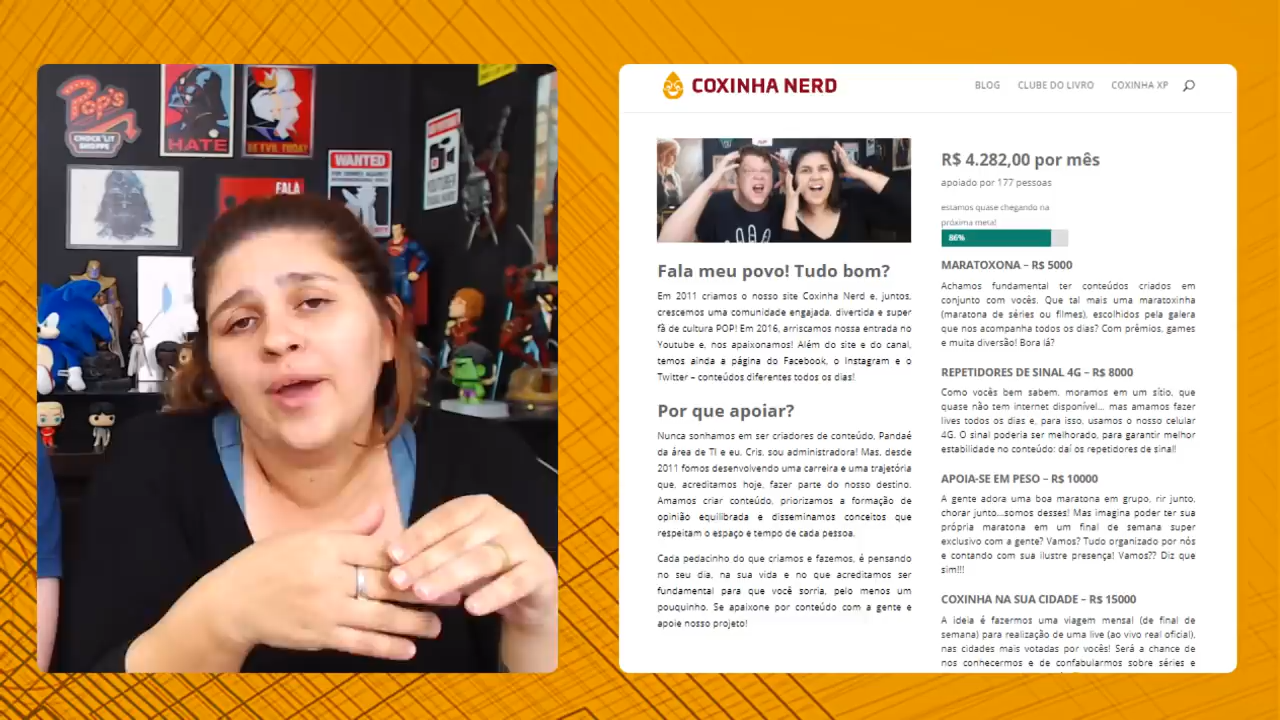 Pop's
CHOCK'LIT
SHOPPE
HATE
BE EVIL TODAY
WANTED
FALA
COXINHA NERD
BLOG
CLUBE DO LIVRO
COXINHA XP
Fala meu povo! Tudo bom?
Em 2011 criamos o nosso site Coxinha Nerd e, juntos,
crescemos uma comunidade engajada, divertida e super
fã de cultura POP! Em 2016, arriscamos nossa entrada no
Youtube e, nos apaixonamos! Além do site e do canal,
temos ainda a página do Facebook, o Instagram e o
Twitter – conteúdos diferentes todos os dias!
Por que apoiar?
Nunca sonhamos em ser criadores de conteúdo, Pandaé
da área de TI e eu, Cris, sou administradora! Mas, desde
2011 fomos desenvolvendo uma carreira e uma trajetória
que, acreditamos hoje, fazer parte do nosso destino.
Amamos criar conteúdo, priorizamos a formação de
opinião equilibrada e disseminamos conceitos que
respeitam o espaço e tempo de cada pessoa.
Cada pedacinho do que criamos e fazemos, é pensando
no seu dia, na sua vida e no que acreditamos ser
fundamental para que você sorria, pelo menos um
pouquinho. Se apaixone por conteúdo com a gente e
apoie nosso projeto!
R$ 4.282,00 por mês
apoiado por 177 pessoas
estamos quase chegando na
próxima meta!
86%
MARATOXONA – R$ 5000
Achamos fundamental ter conteúdos criados em
conjunto com vocês. Que tal mais uma maratoxinha
(maratona de séries ou filmes), escolhidos pela galera
que nos acompanha todos os dias? Com prêmios, games
e muita diversão! Bora lá?
REPETIDORES DE SINAL 4G – R$ 8000
Como vocês bem sabem, moramos em um sítio, que
quase não tem internet disponível... mas amamos fazer
lives todos os dias e, para isso, usamos o nosso celular
4G. O sinal poderia ser melhorado, para garantir melhor
estabilidade no conteúdo: daí os repetidores de sinal!
APOIA-SE EM PESO – R$ 10000
A gente adora uma boa maratona em grupo, rir junto,
chorar junto...somos desses! Mas imagina poder ter sua
própria maratona em um final de semana super
exclusivo com a gente? Vamos? Tudo organizado por nós
e contando com sua ilustre presença! Vamos?? Diz que
sim!!!
COXINHA NA SUA CIDADE – R$ 15000
A ideia é fazermos uma viagem mensal (de final de
semana) para realização de uma live (ao vivo real oficial),
nas cidades mais votadas por vocês! Será a chance de
nos conhecermos e de confabularmos sobre séries e